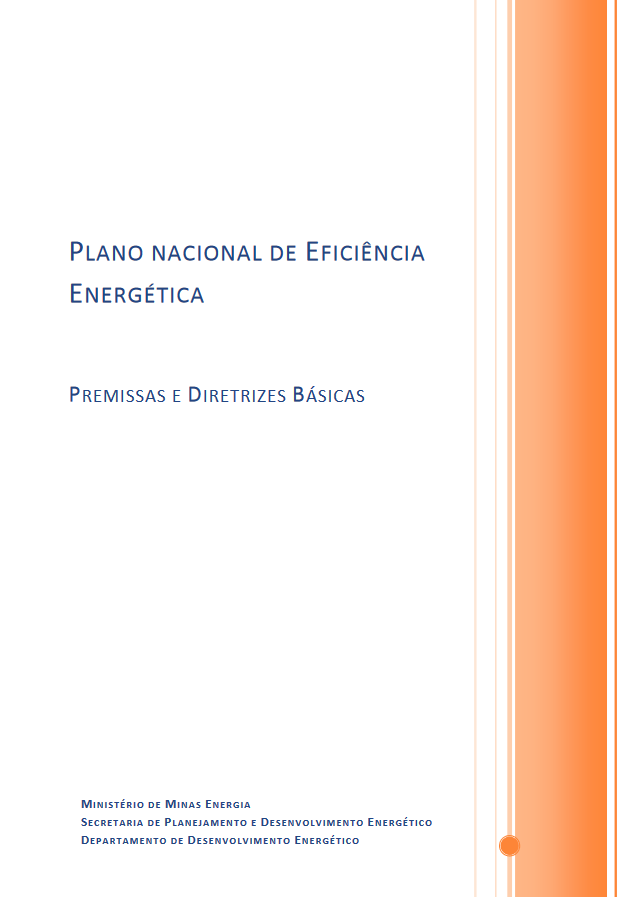 Plano nacional de Eficiência
Energética
Premissas e Diretrizes Básicas
Ministério de Minas Energia
Secretaria de Planejamento e Desenvolvimento Energético
Departamento de Desenvolvimento Energético